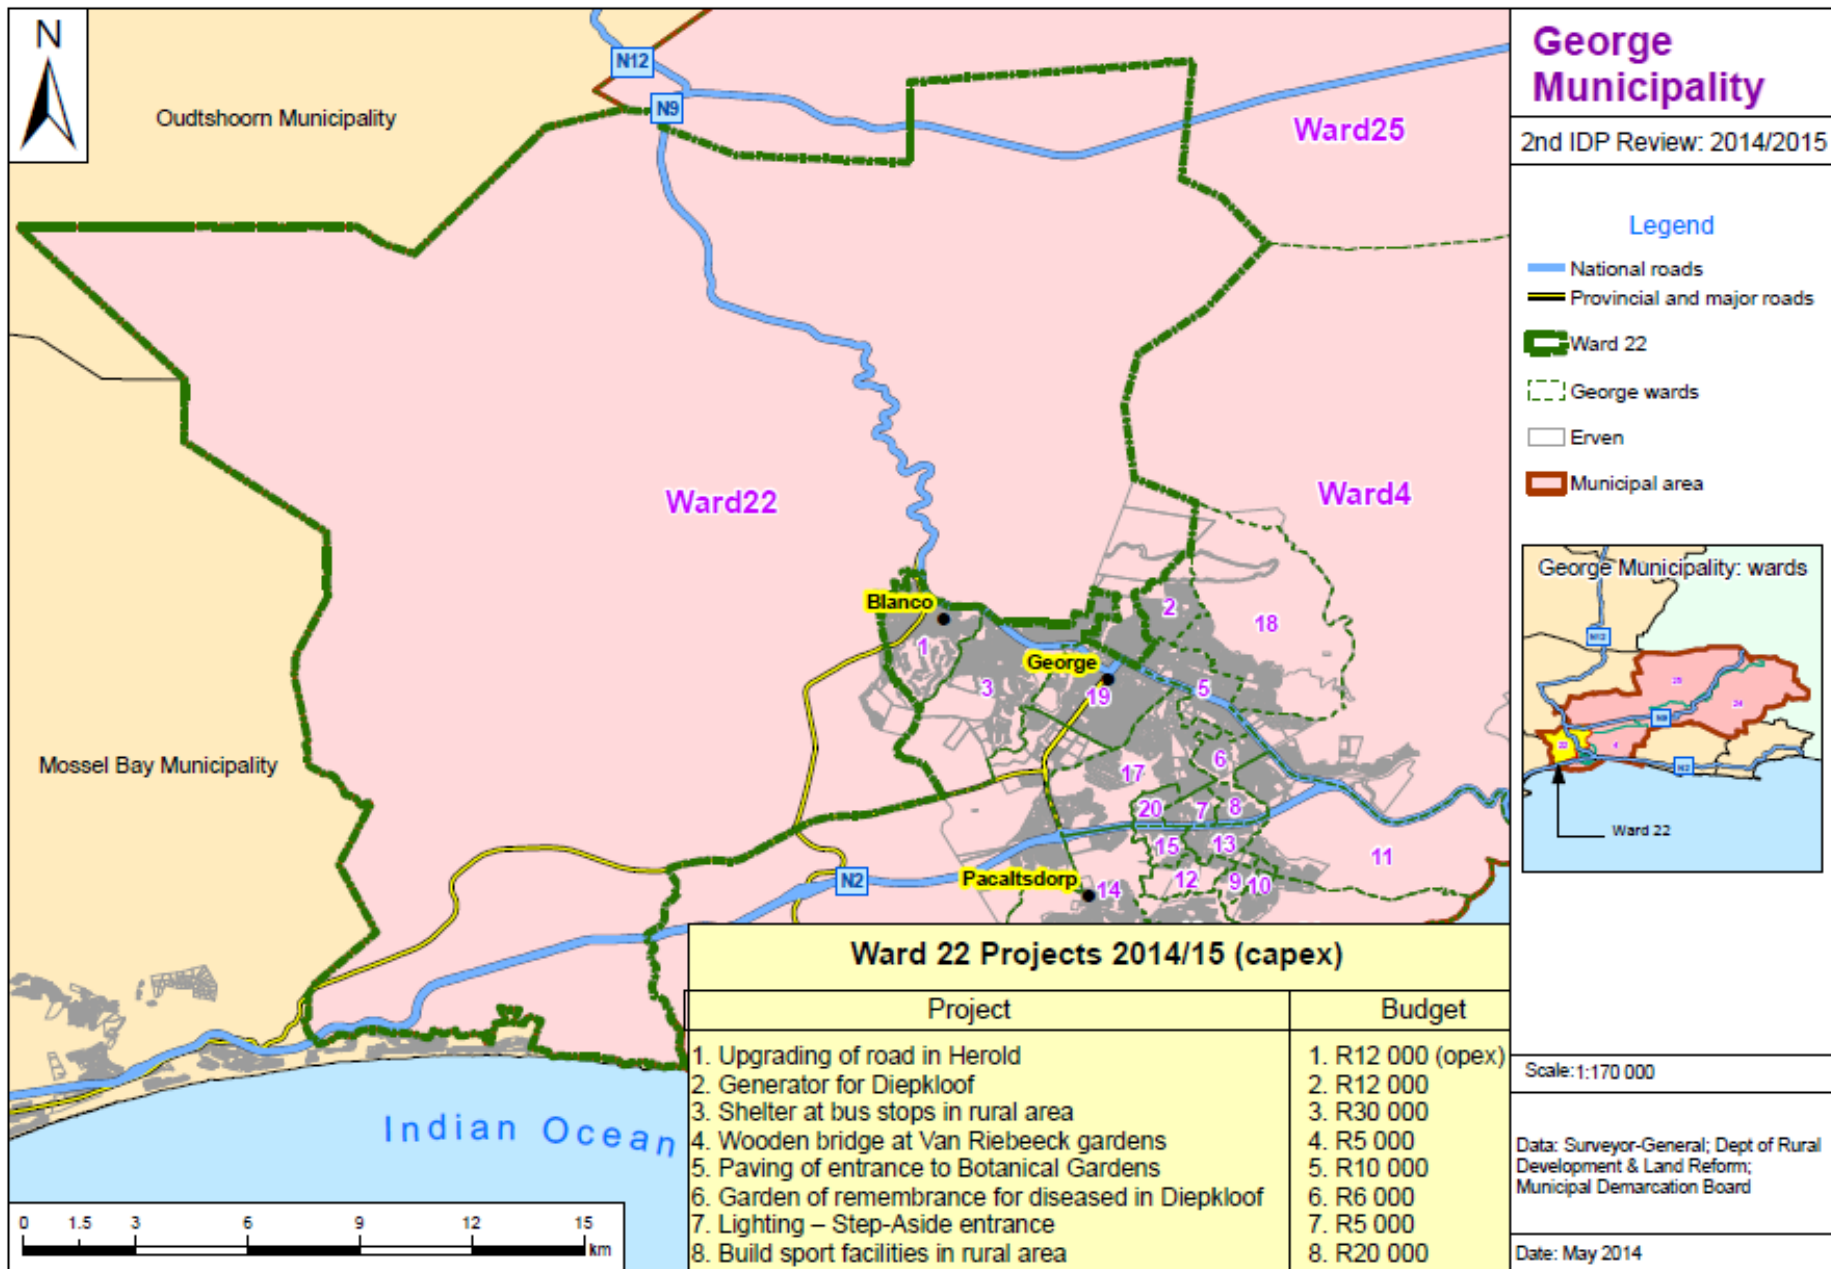 N
N12
N9
Oudtshoorn Municipality
Ward25
Ward22
Ward4
Mossel Bay Municipality
Blanco
1
2
18
George
3
19
5
6
17
20
7
8
15
13
11
N2
Pacaltsdorp
14
12
9
10
Indian Ocean
0 1.5 3 6 9 12 15
km
Ward 22 Projects 2014/15 (capex)
Project Budget
1. Upgrading of road in Herold 1. R12 000 (opex)
2. Generator for Diepkloof 2. R12 000
3. Shelter at bus stops in rural area 3. R30 000
4. Wooden bridge at Van Riebeeck gardens 4. R5 000
5. Paving of entrance to Botanical Gardens 5. R10 000
6. Garden of remembrance for diseased in Diepkloof 6. R6 000
7. Lighting – Step-Aside entrance 7. R5 000
8. Build sport facilities in rural area 8. R20 000
George
Municipality
2nd IDP Review: 2014/2015
Legend
National roads
Provincial and major roads
Ward 22
George wards
Erven
Municipal area
George Municipality: wards
N12
25
24
N9
22
4
N2
Ward 22
Scale:1:170 000
Data: Surveyor-General; Dept of Rural
Development & Land Reform;
Municipal Demarcation Board
Date: May 2014